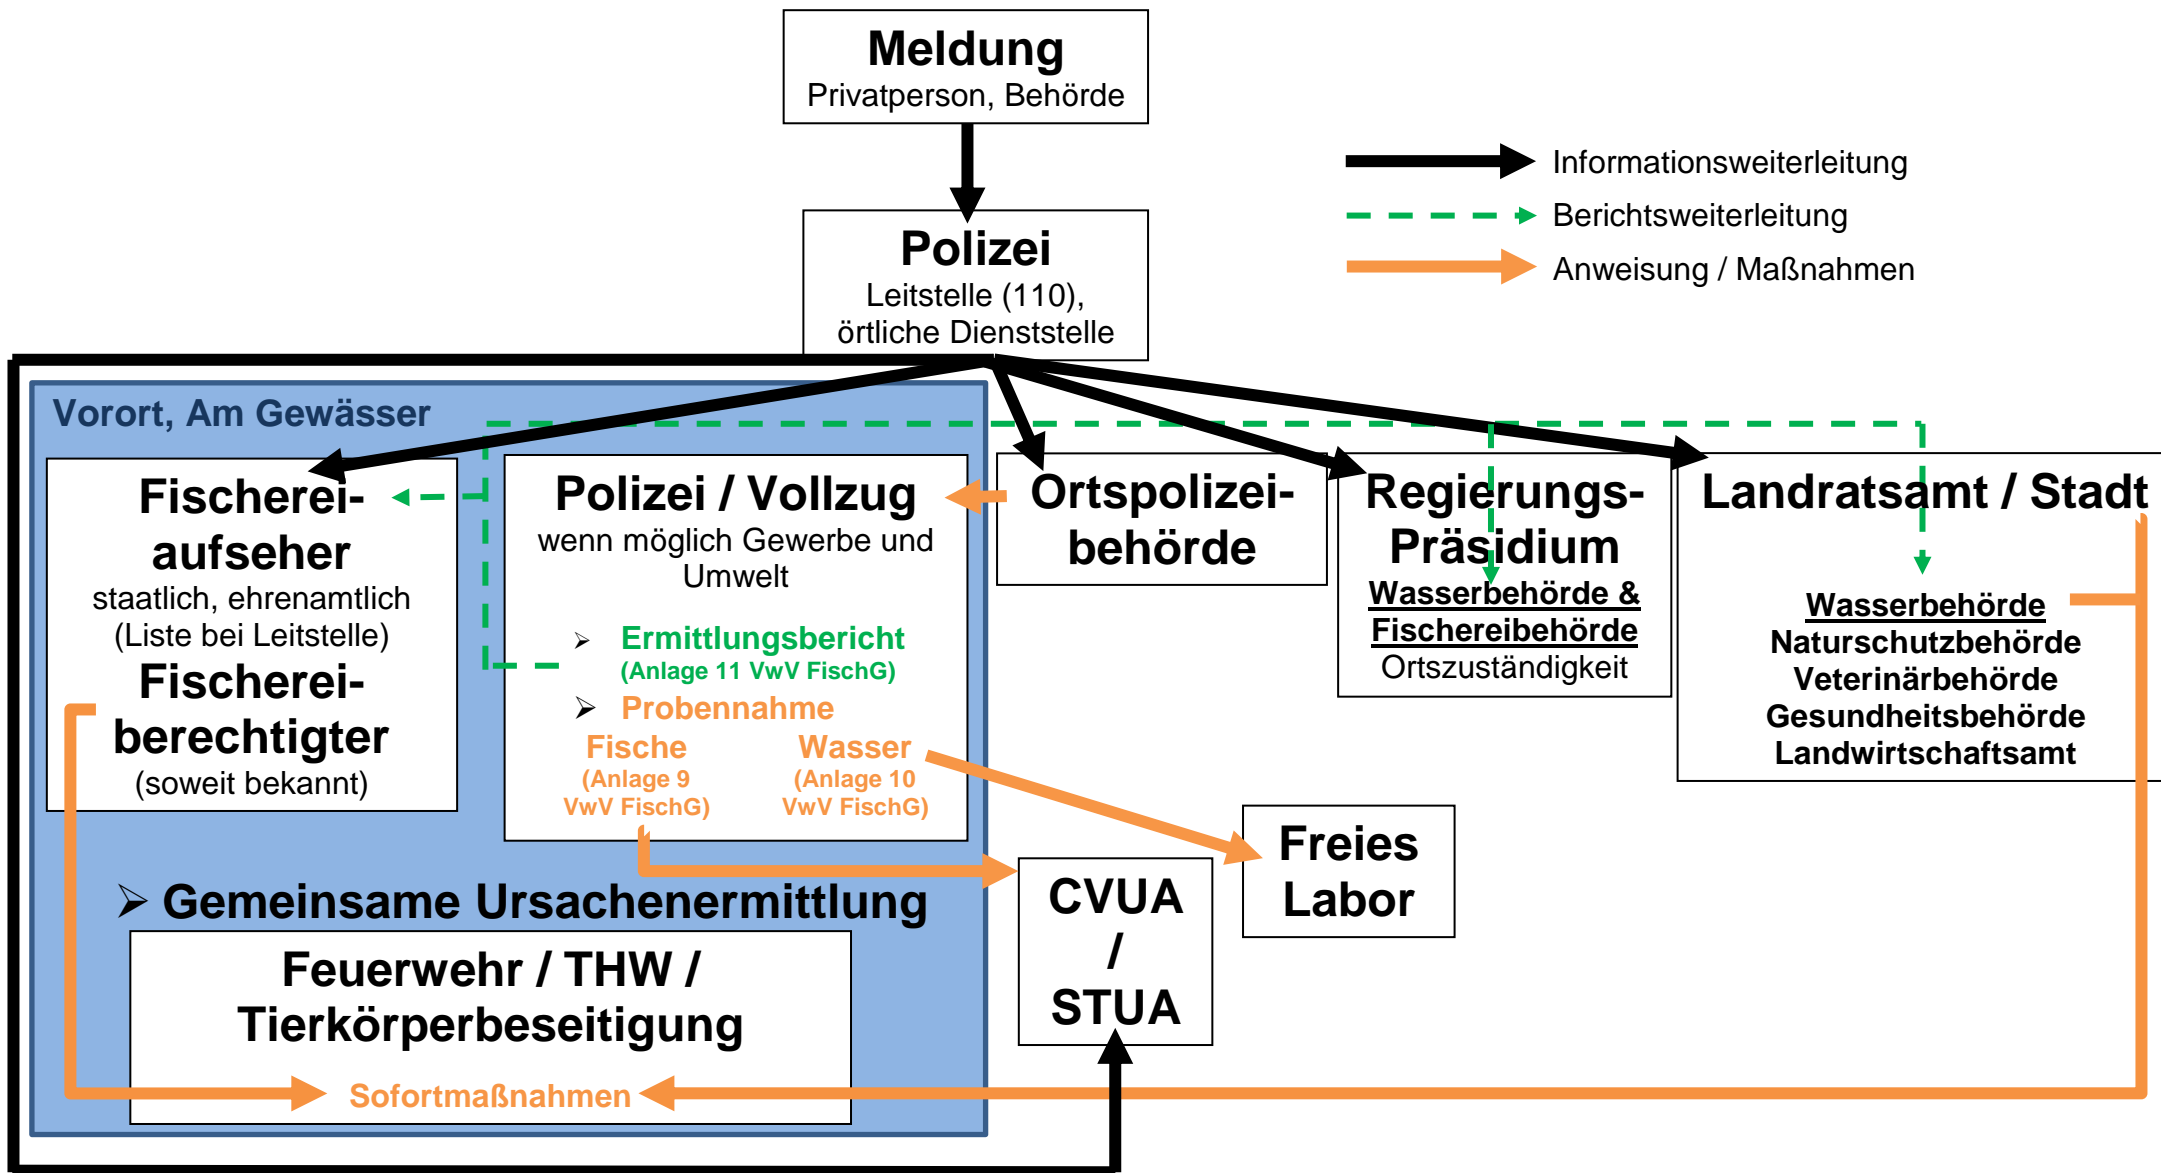 Meldung
Privatperson, Behörde
Informationsweiterleitung
Berichtsweiterleitung
Anweisung / Maßnahmen
Polizei
Leitstelle (110),
örtliche Dienststelle
Vorort, Am Gewässer
Fischerei-
aufseher
staatlich, ehrenamtlich
(Liste bei Leitstelle)
Fischerei-
berechtigter
(soweit bekannt)
Polizei / Vollzug
wenn möglich Gewerbe und
Umwelt
➢ Ermittlungsbericht
(Anlage 11 VwV FischG)
➢ Probennahme
Fische
(Anlage 9
VwV FischG)
Wasser
(Anlage 10
VwV FischG)
Ortspolizei-
behörde
Regierungs-
Präsidium
Wasserbehörde &
Fischereibehörde
Ortszuständigkeit
Landratsamt / Stadt
Wasserbehörde
Naturschutzbehörde
Veterinärbehörde
Gesundheitsbehörde
Landwirtschaftsamt
➢ Gemeinsame Ursachenermittlung
Feuerwehr / THW /
Tierkörperbeseitigung
Sofortmaßnahmen
CVUA
/
STUA
Freies
Labor